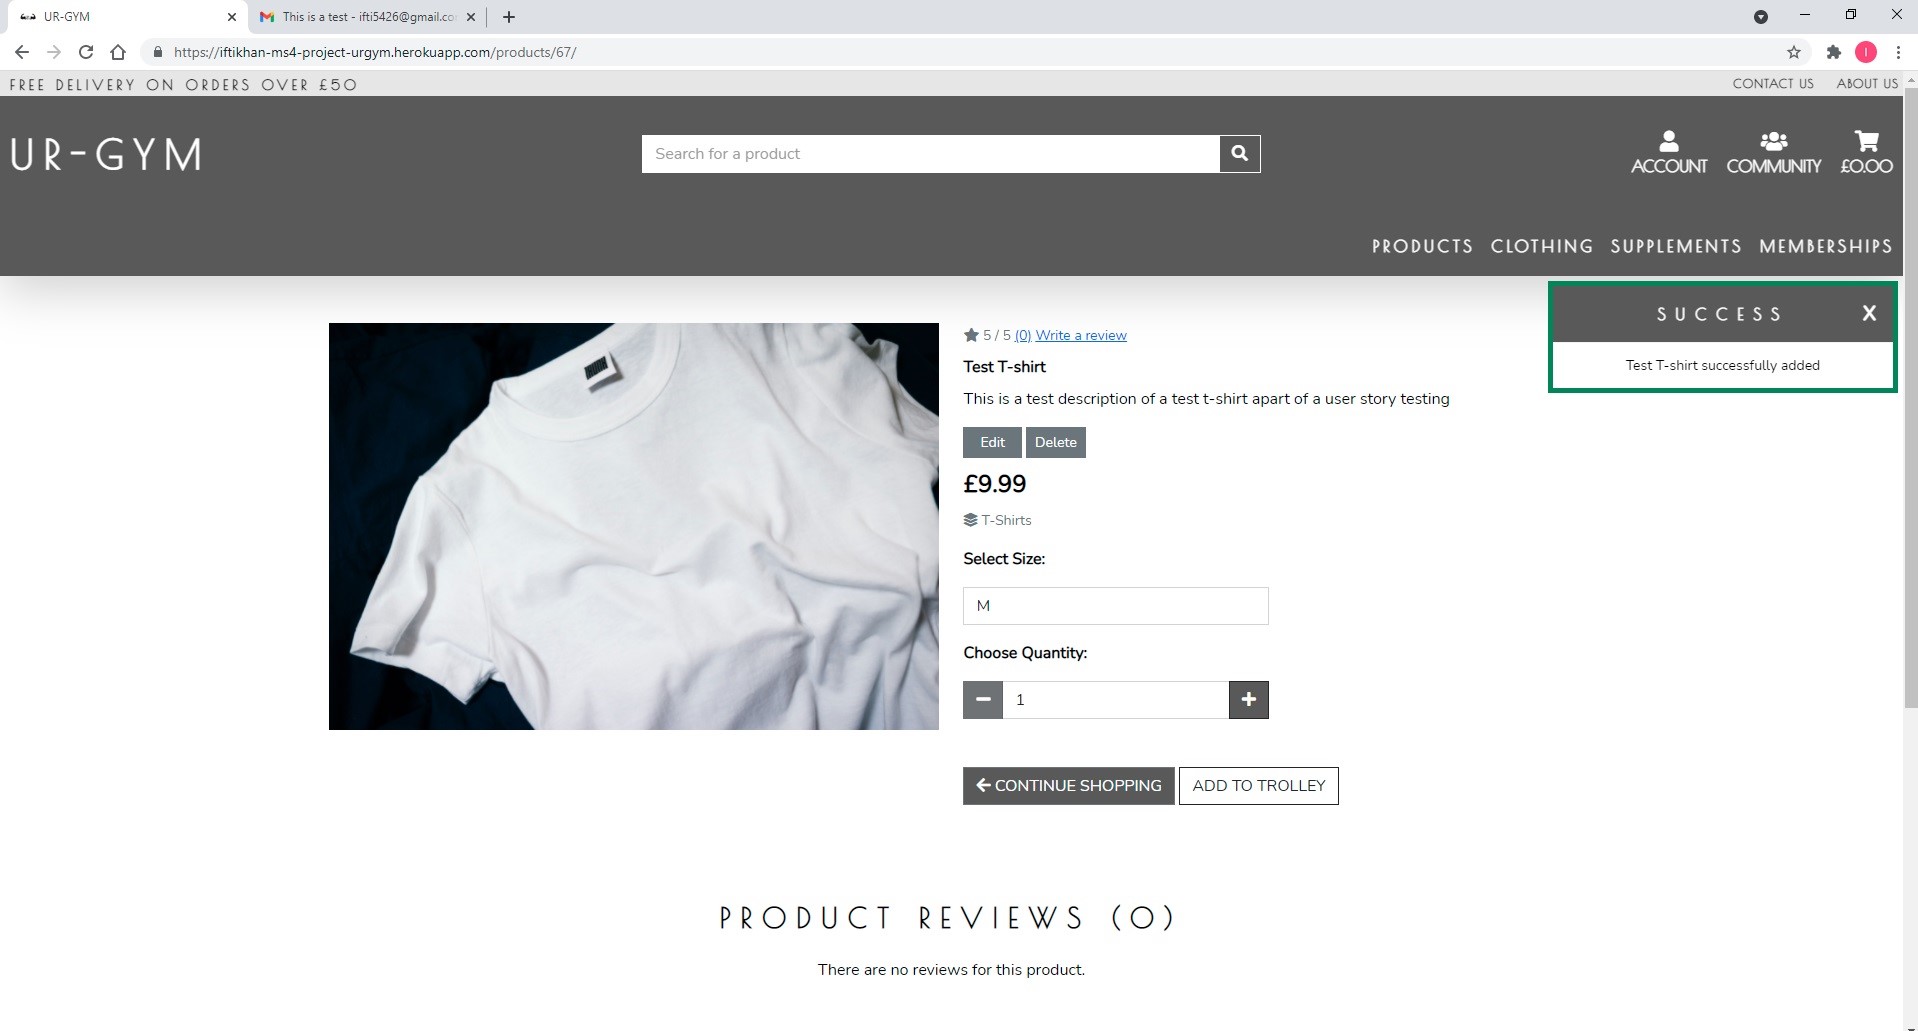 UR-GYM
This is a test - ifti5426@gmail.co
https://iftikhan-ms4-project-urgym.herokuapp.com/products/67/
I
FREE DELIVERY ON ORDERS OVER £50
CONTACT US
ABOUT US
UR-GYM
Search for a product
ACCOUNT
COMMUNITY
£0.00
PRODUCTS
CLOTHING
SUPPLEMENTS
MEMBERSHIPS
SUCCESS
X
Test T-shirt successfully added
5 / 5 (0) Write a review
Test T-shirt
This is a test description of a test t-shirt apart of a user story testing
Edit
Delete
£9.99
T-Shirts
Select Size:
M
Choose Quantity:
1
CONTINUE SHOPPING
ADD TO TROLLEY
PRODUCT REVIEWS (0)
There are no reviews for this product.